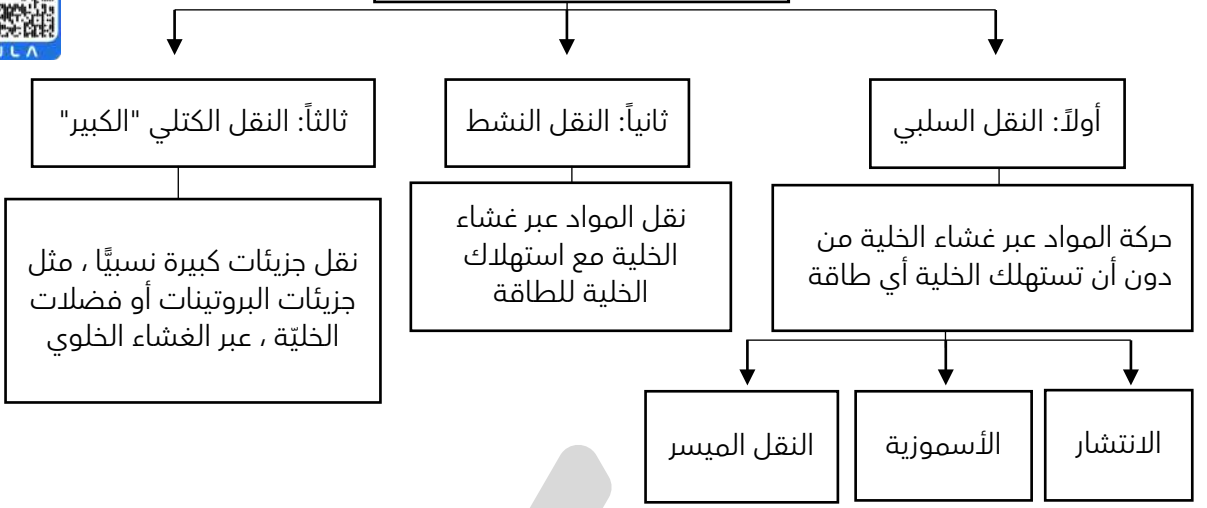 أولاً: النقل السلبي
ثانياً: النقل النشط
ثالثاً: النقل الكتلي "الكبير"
حركة المواد عبر غشاء الخلية من
دون أن تستهلك الخلية أي طاقة
نقل المواد عبر غشاء
الخلية مع استهلاك
الخلية للطاقة
نقل جزيئات كبيرة نسبيًّا ، مثل
جزيئات البروتينات أو فضلات
الخليّة ، عبر الغشاء الخلوي
الانتشار
الأسموزية
النقل الميسر